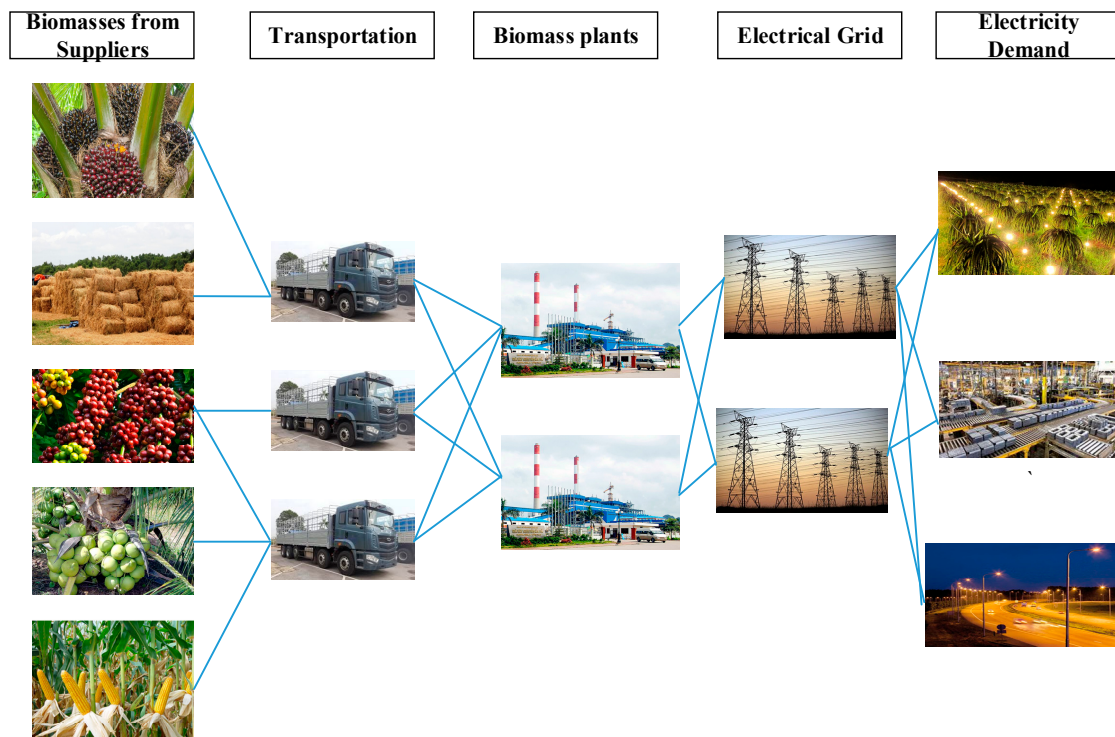 Biomasses from
Suppliers
Transportation
Biomass plants
Electrical Grid
Electricity
Demand
`